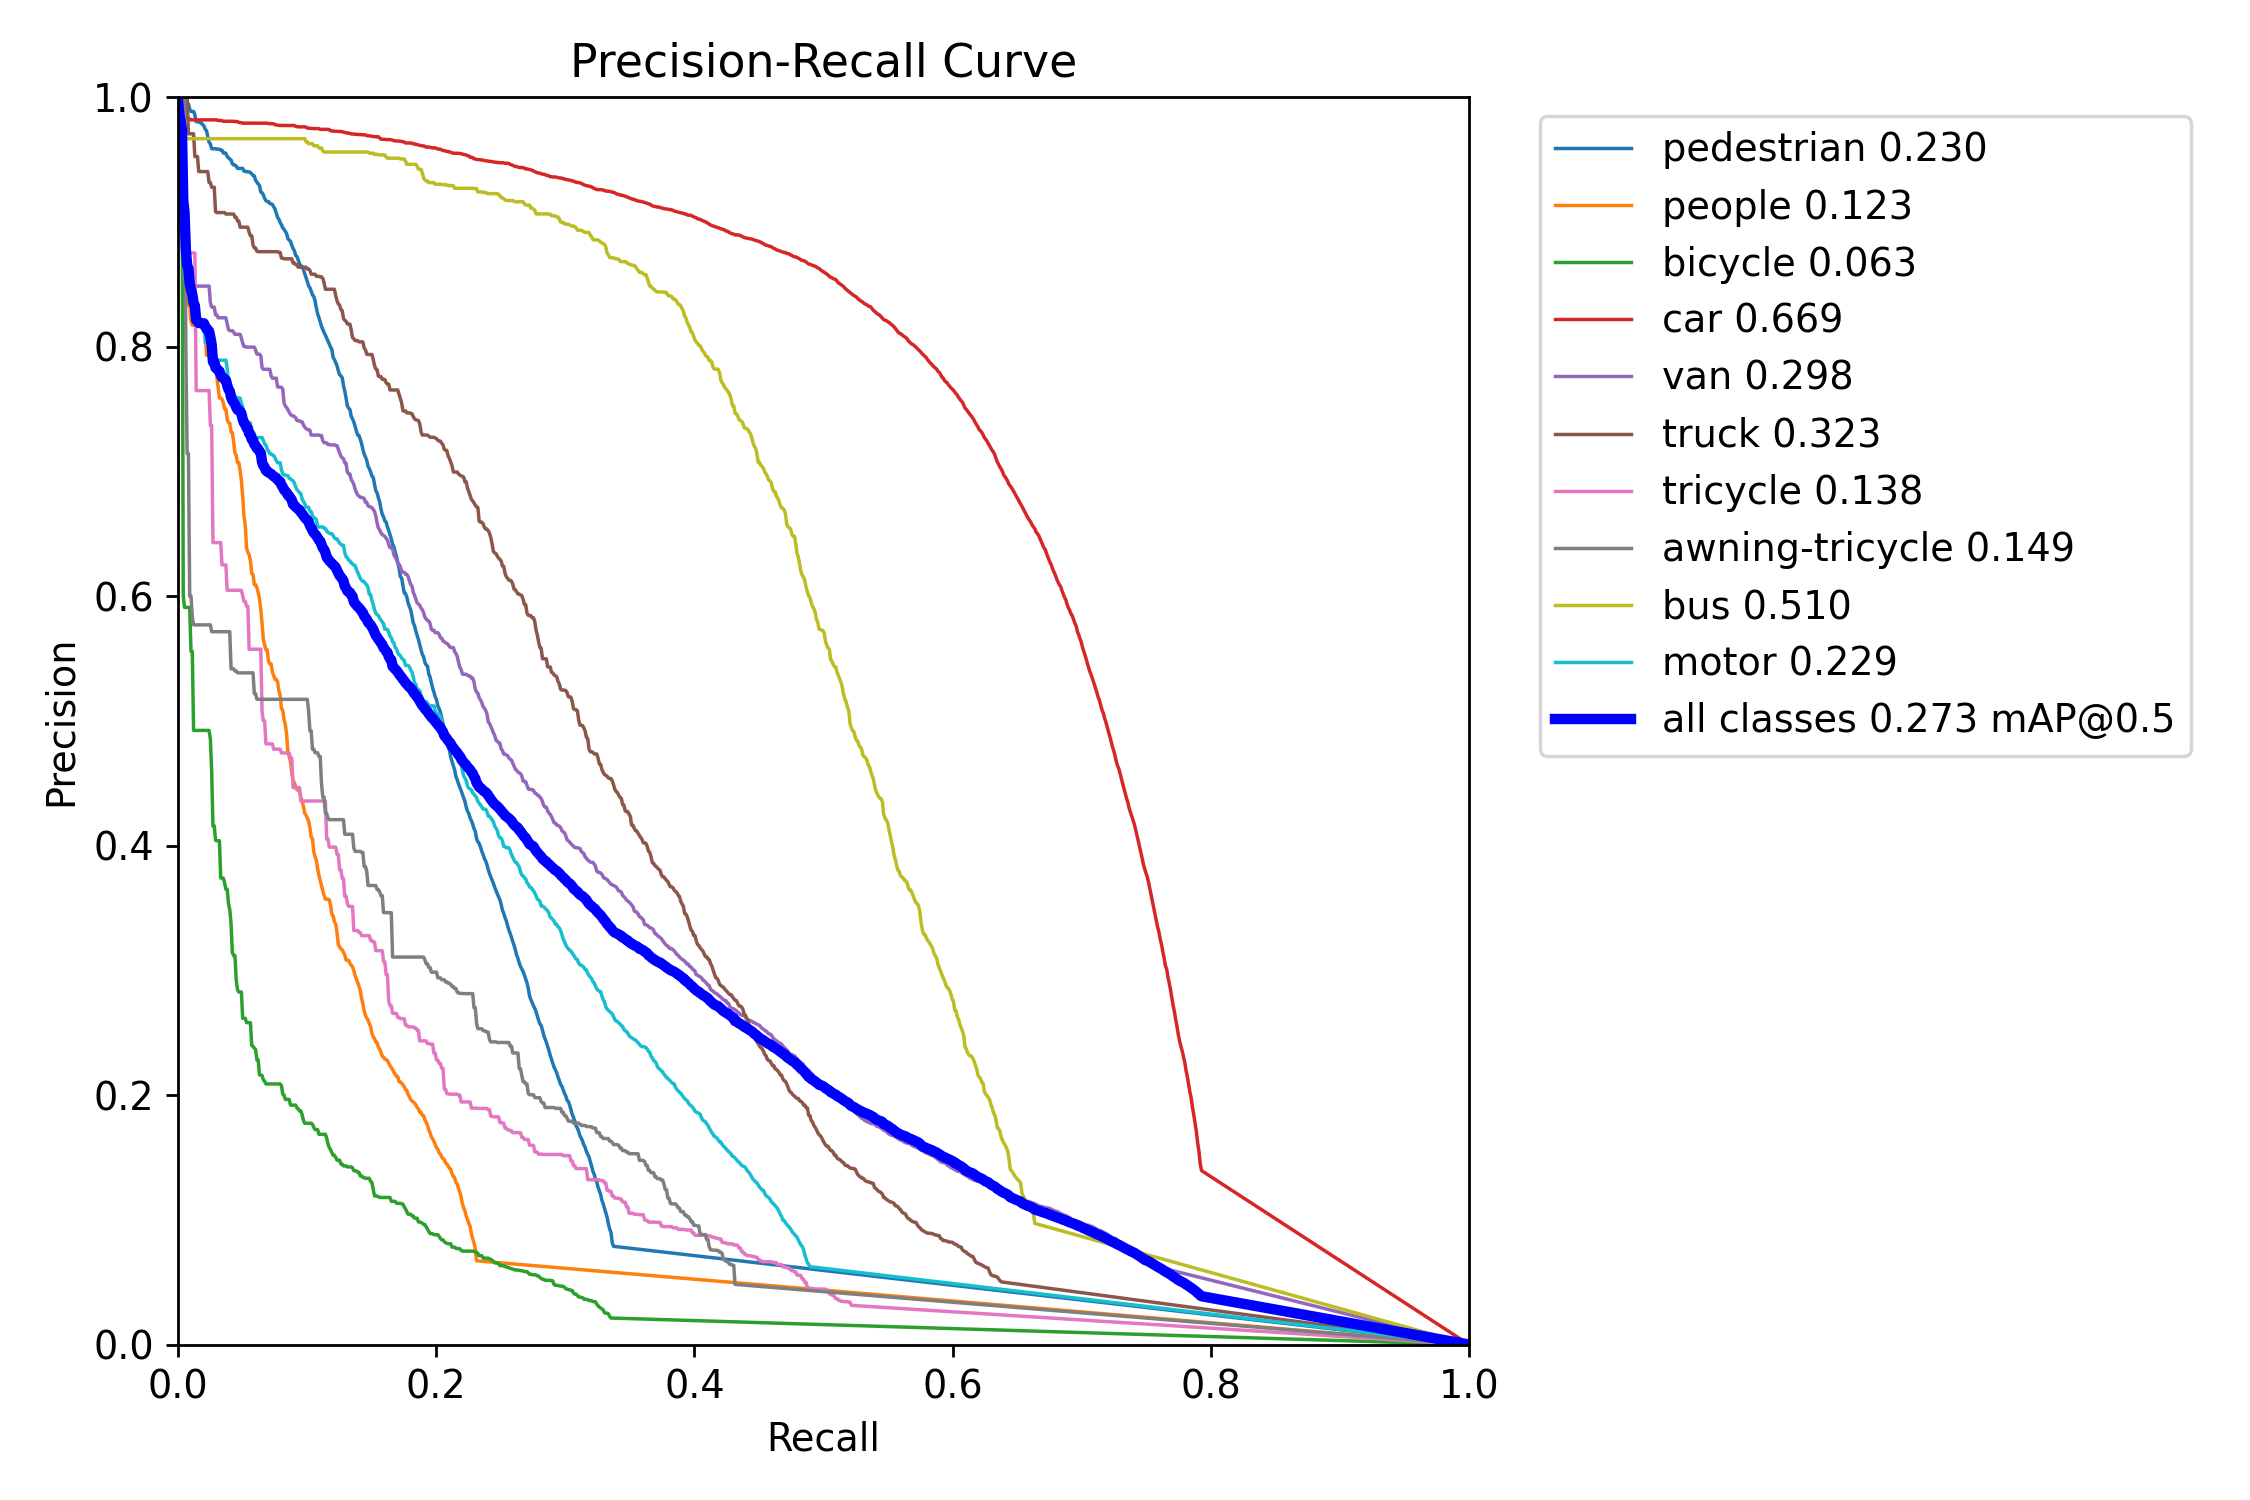 Precision-Recall Curve
1.0
0.8
0.6
0.4
0.2
0.0
Precision
0.0 0.2 0.4 0.6 0.8 1.0
Recall
pedestrian 0.230
people 0.123
bicycle 0.063
car 0.669
van 0.298
truck 0.323
tricycle 0.138
awning-tricycle 0.149
bus 0.510
motor 0.229
all classes 0.273 mAP@0.5